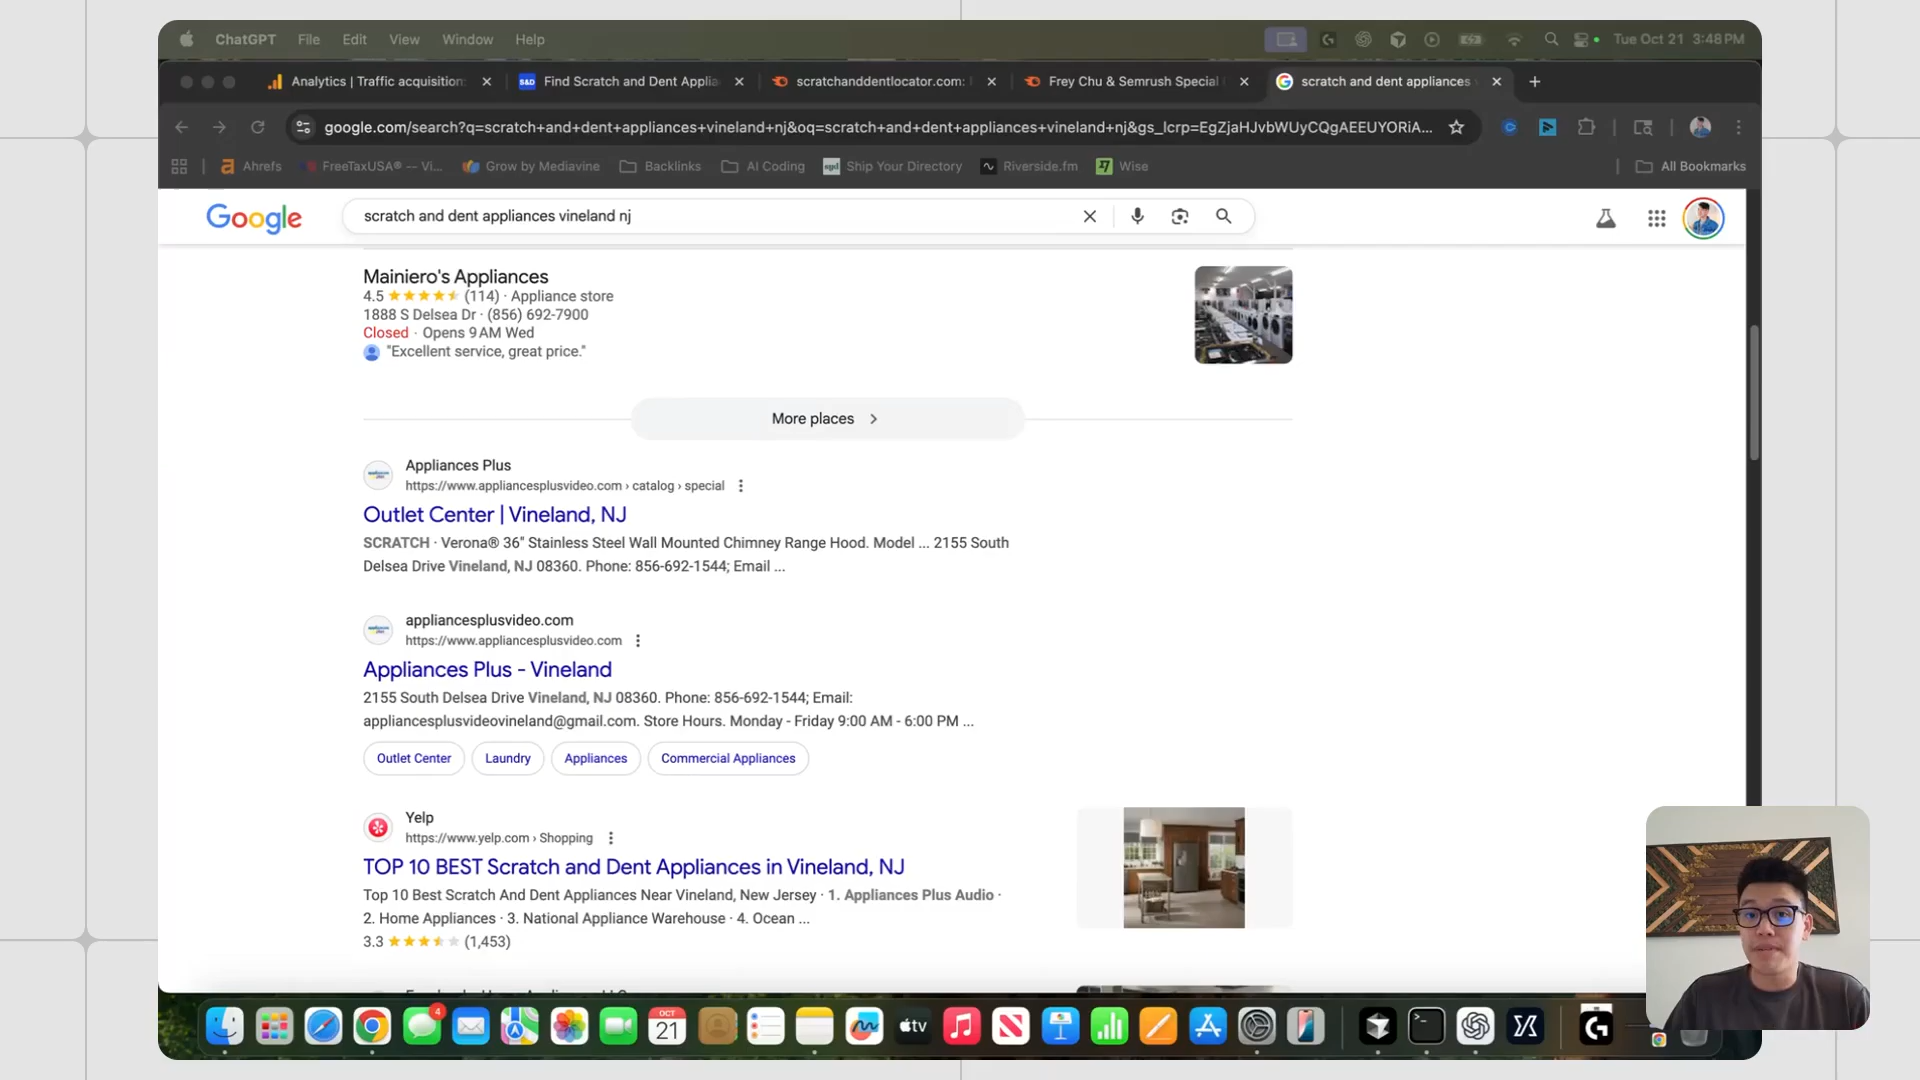 ChatGPT File Edit View Window Help Tue Oct 21 3:48 PM
Analytics | Traffic acquisition: S&D Find Scratch and Dent Applia scratchanddentlocator.com: Frey Chu & Semrush Special scratch and dent appliances
google.com/search?q=scratch+and+dent+appliances+vineland+nj&oq=scratch+and+dent+appliances+vineland+nj&gs_lcrp=EgZjaHJvbWUyCQgAEEUYORiA...
Ahrefs FreeTaxUSA® -- Vi... Grow by Mediavine Backlinks AI Coding Ship Your Directory Riverside.fm Wise All Bookmarks
Google scratch and dent appliances vineland nj
Mainiero's Appliances
4.5 (114) · Appliance store
1888 S Delsea Dr · (856) 692-7900
Closed · Opens 9 AM Wed
"Excellent service, great price."
More places
Appliances Plus
https://www.appliancesplusvideo.com › catalog › special
Outlet Center | Vineland, NJ
SCRATCH · Verona® 36" Stainless Steel Wall Mounted Chimney Range Hood. Model ... 2155 South
Delsea Drive Vineland, NJ 08360. Phone: 856-692-1544; Email ...
appliancesplusvideo.com
https://www.appliancesplusvideo.com
Appliances Plus - Vineland
2155 South Delsea Drive Vineland, NJ 08360. Phone: 856-692-1544; Email:
appliancesplusvideovineland@gmail.com. Store Hours. Monday - Friday 9:00 AM - 6:00 PM ...
Outlet Center Laundry Appliances Commercial Appliances
Yelp
https://www.yelp.com › Shopping
TOP 10 BEST Scratch and Dent Appliances in Vineland, NJ
Top 10 Best Scratch And Dent Appliances Near Vineland, New Jersey · 1. Appliances Plus Audio ·
2. Home Appliances · 3. National Appliance Warehouse · 4. Ocean ...
3.3 (1,453)
4 OCT 21 tv